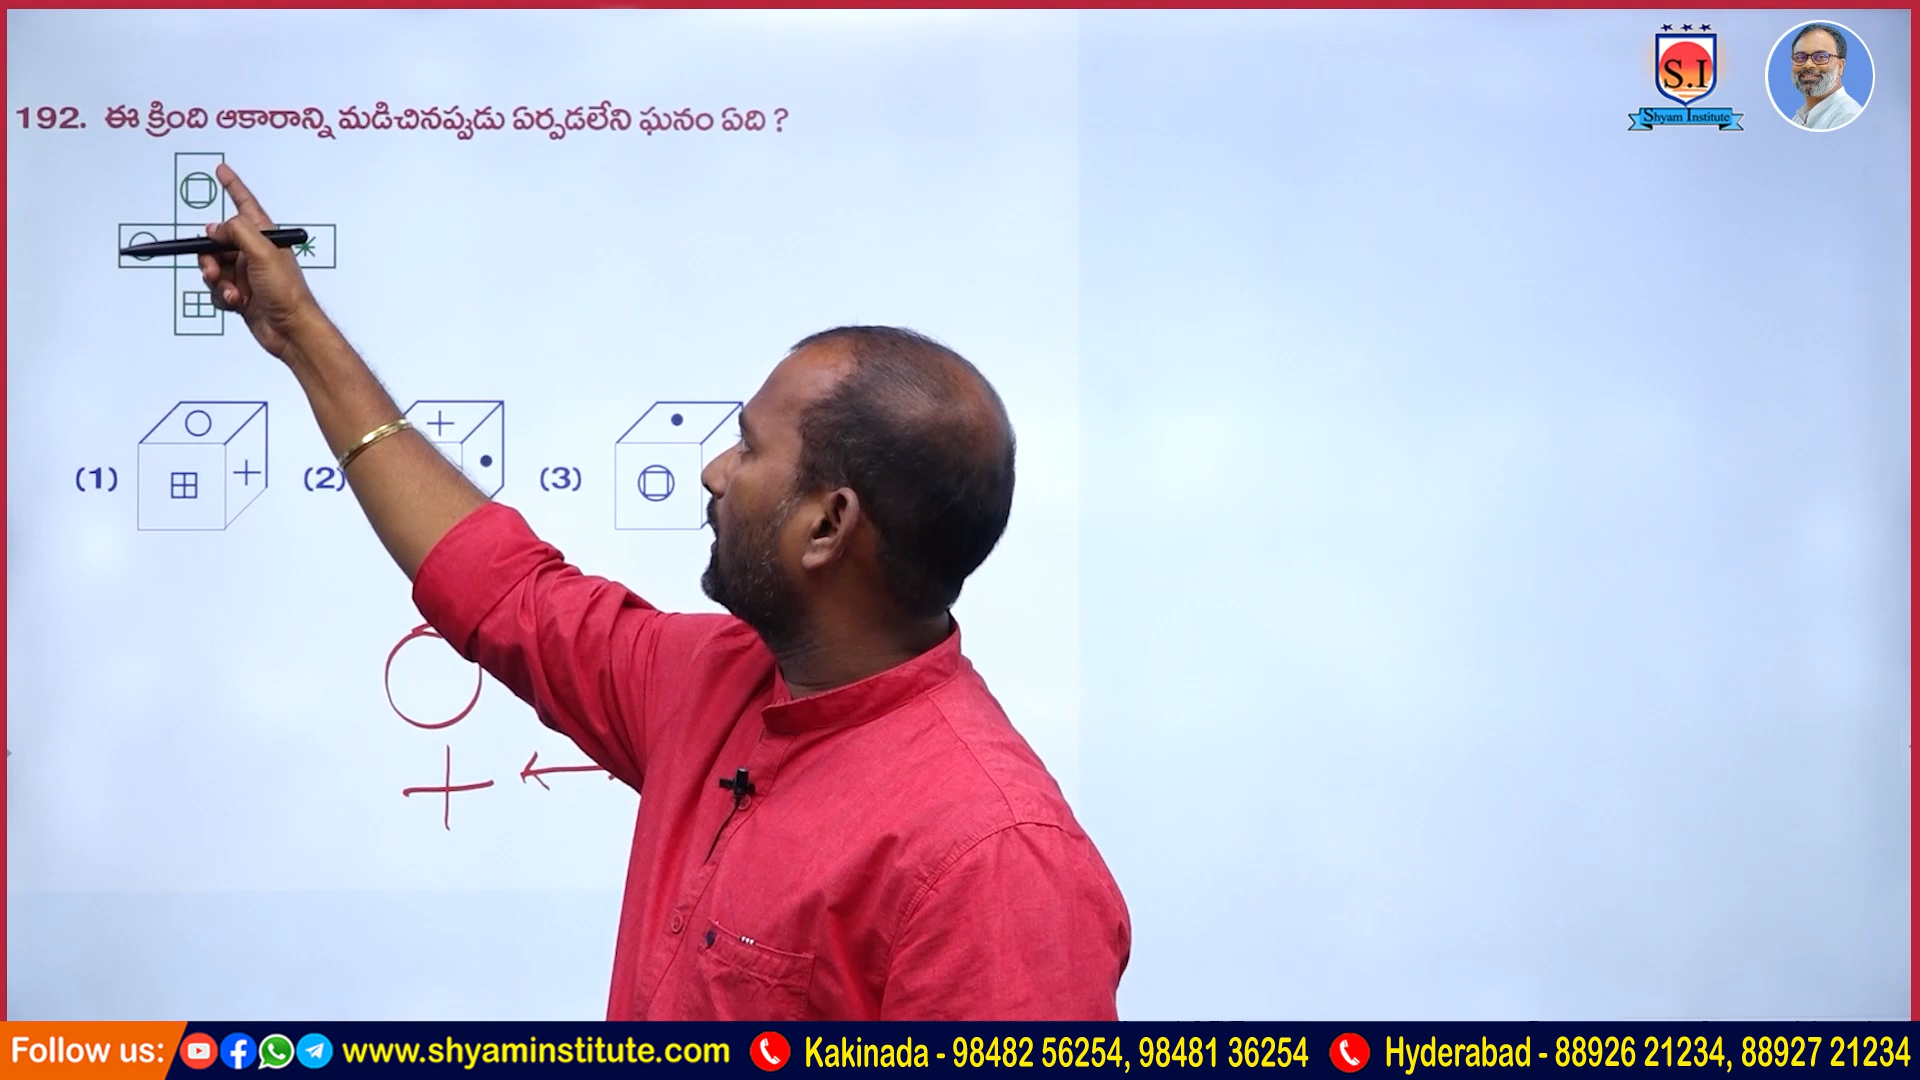 S.I
Shyam Institute
192. ఈ క్రింది ఆకారాన్ని మడిచినప్పుడు ఏర్పడలేని ఘనం ఏది ?
(1)
(2)
(3)
Follow us:
www.shyaminstitute.com
Kakinada - 98482 56254, 98481 36254
Hyderabad - 88926 21234, 88927 21234